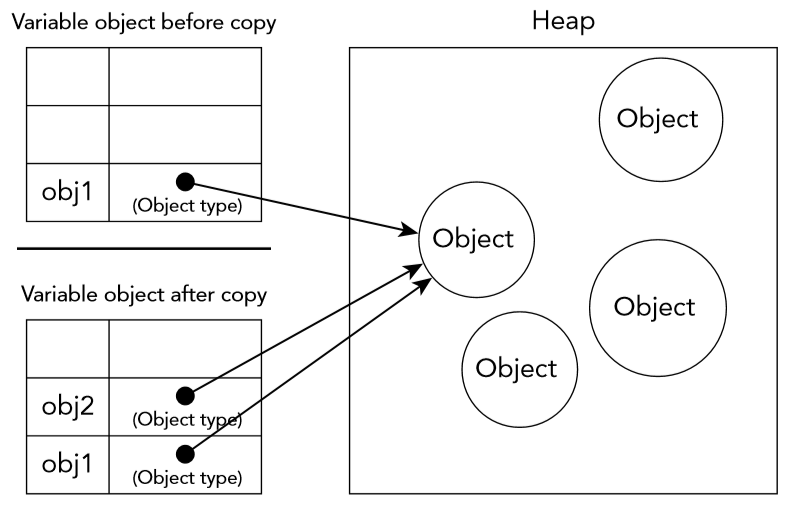 Variable object before copy
obj1
(Object type)
Variable object after copy
obj2
(Object type)
obj1
(Object type)
Heap
Object
Object
Object
Object